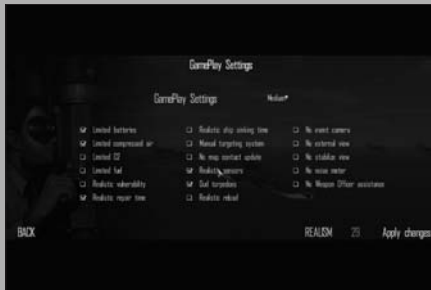 GamePlay Settings
GamePlay Settings Medium*
Limited batteries
Limited compressed air
Limited O2
Limited fuel
Realistic vulnerability
Realistic repair time
Realistic ship sinking time
Manual targeting system
No map contact update
Realistic sensors
Dud torpedoes
Realistic reload
No event camera
No external view
No stabilize view
No noise meter
No Weapon Officer assistance
BACK
REALISM 29 Apply changes